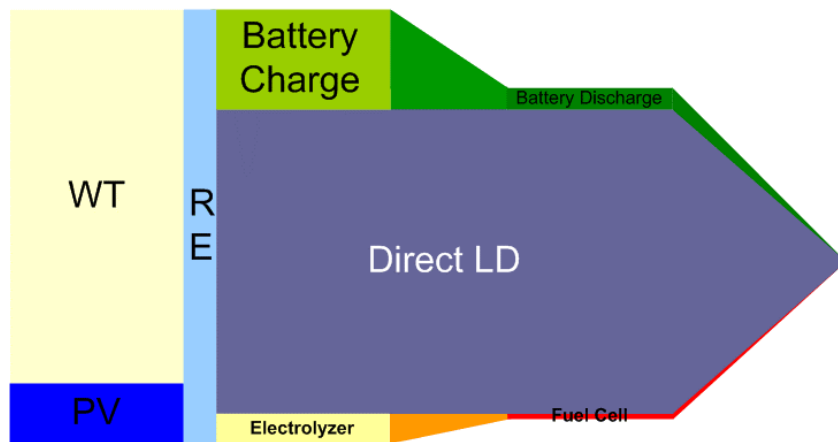 Battery
Charge
Battery Discharge
WT
R
E
Direct LD
PV
Electrolyzer
Fuel Cell